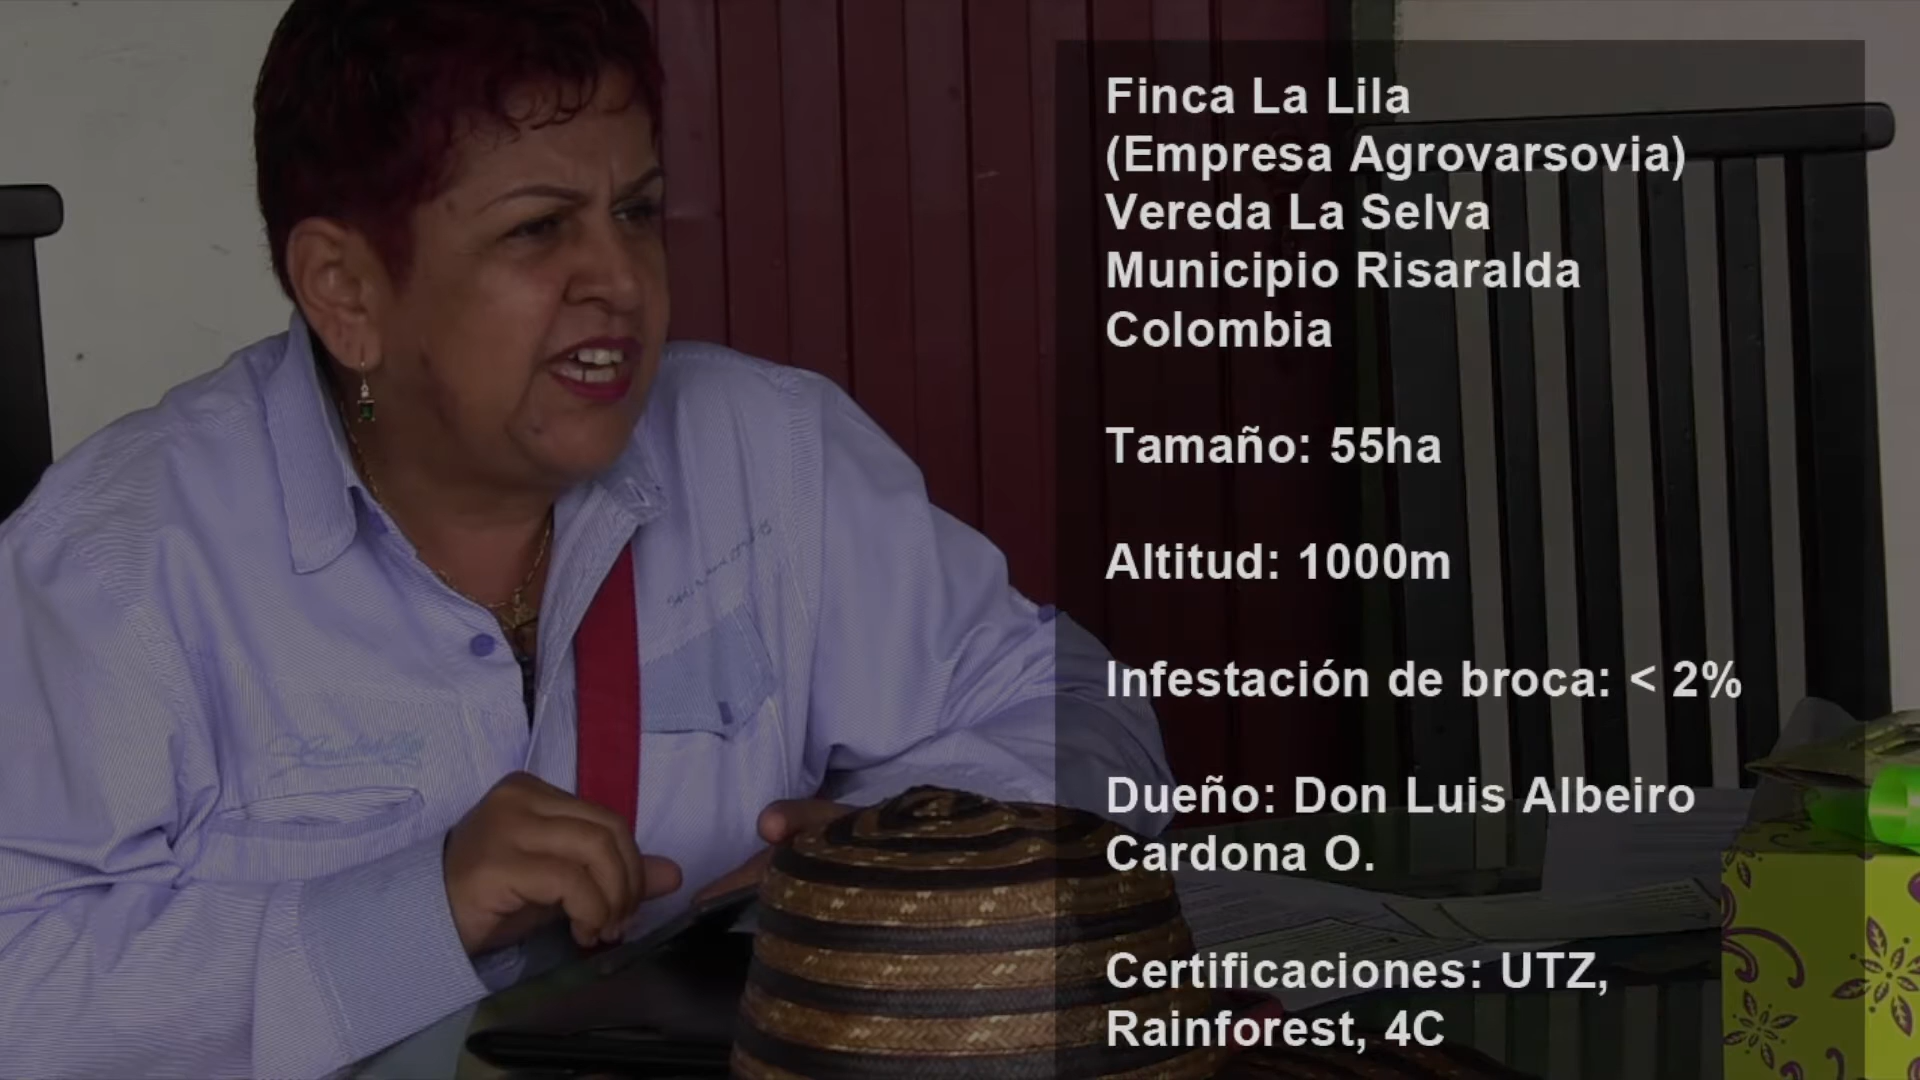 Finca La Lila
(Empresa Agrovarsovia)
Vereda La Selva
Municipio Risaralda
Colombia
Tamaño: 55ha
Altitud: 1000m
Infestación de broca: < 2%
Dueño: Don Luis Albeiro
Cardona O.
Certificaciones: UTZ,
Rainforest, 4C